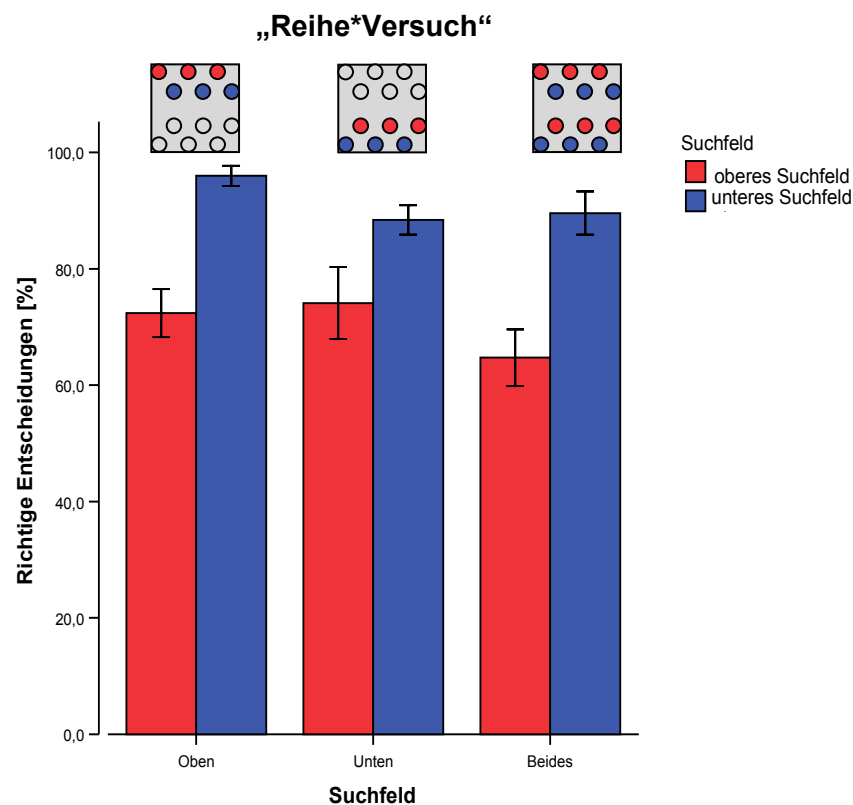 „Reihe*Versuch“
Suchfeld
oberes Suchfeld
unteres Suchfeld
Richtige Entscheidungen [%]
100,0
80,0
60,0
40,0
20,0
0,0
Oben
Unten
Beides
Suchfeld